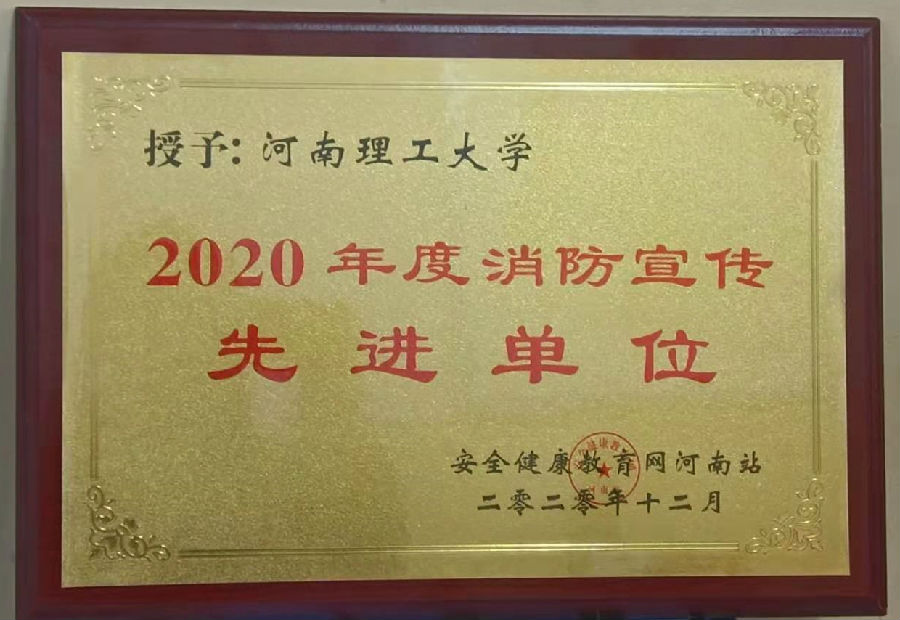 授予：河南理工大学
2020年度消防宣传
先进单位
安全健康教育网河南站
二零二零年十二月